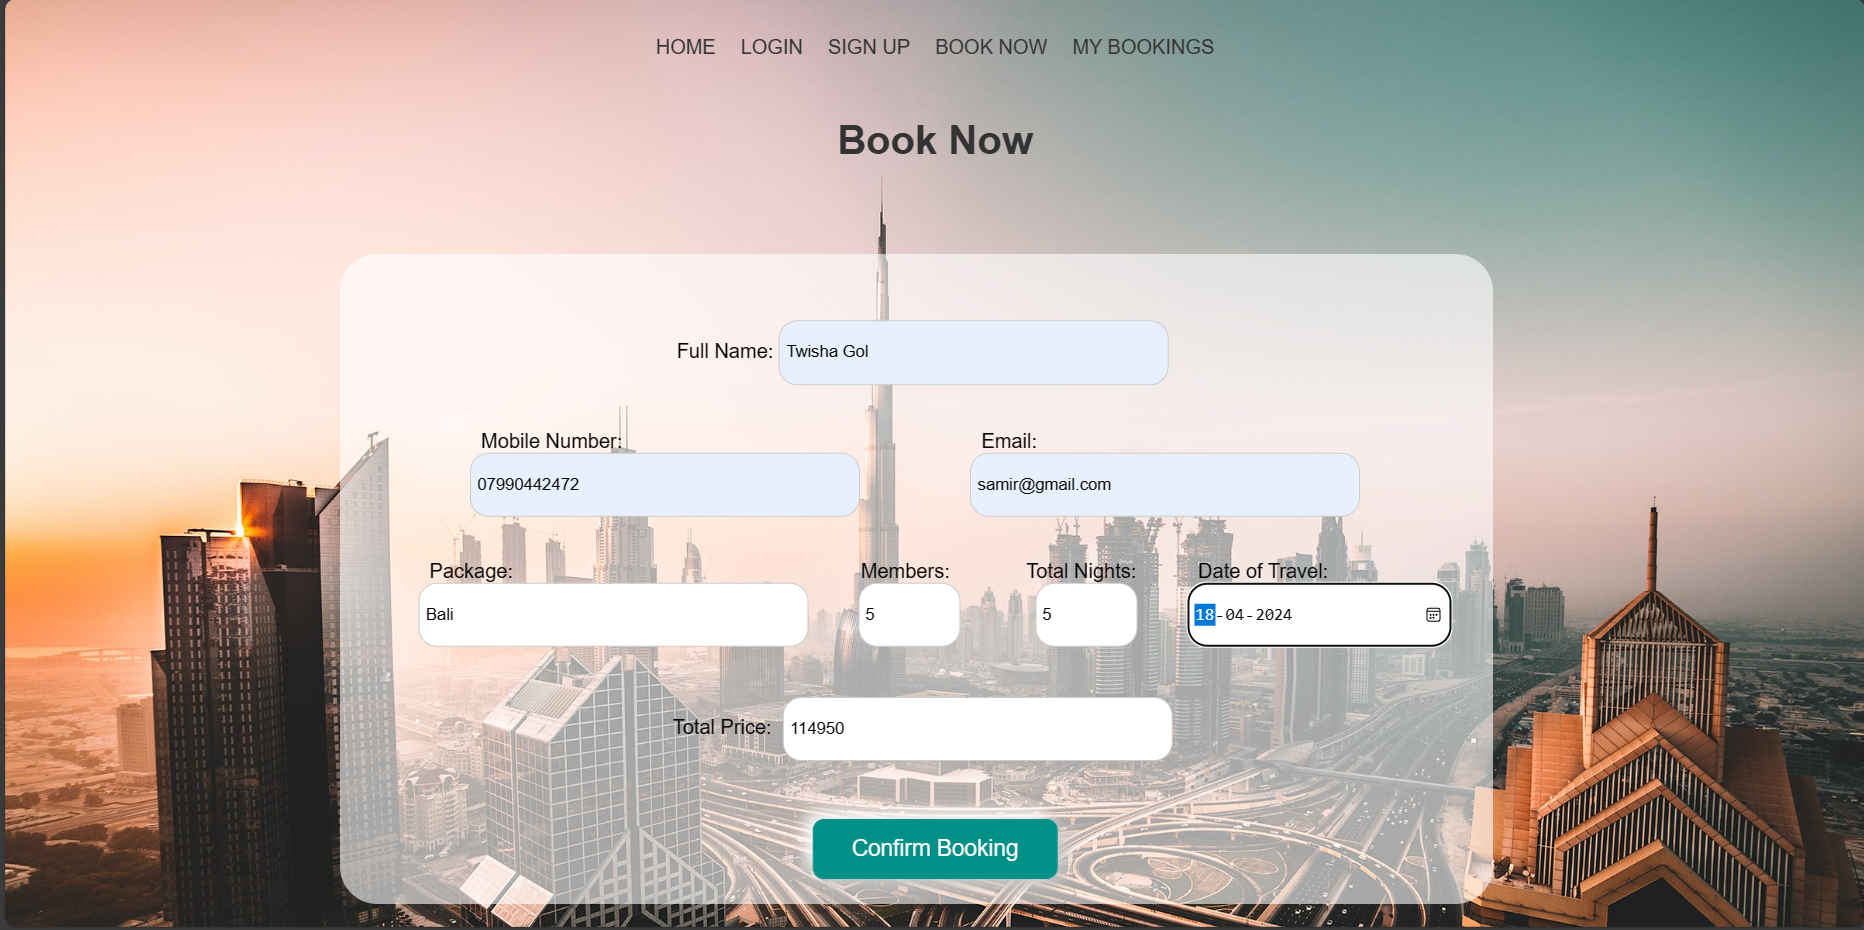 HOME LOGIN SIGN UP BOOK NOW MY BOOKINGS
Book Now
Full Name: Twisha Gol
Mobile Number: Email:
07990442472 samir@gmail.com
Package: Members: Total Nights: Date of Travel:
Bali 5 5 18-04-2024
Total Price: 114950
Confirm Booking